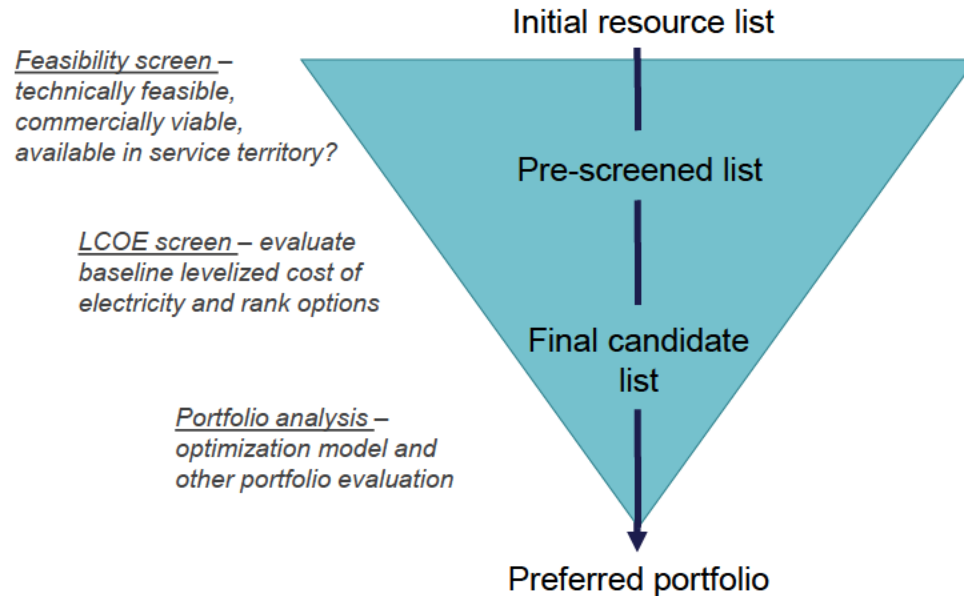 Initial resource list
Feasibility screen –
technically feasible,
commercially viable,
available in service territory?
Pre-screened list
LCOE screen – evaluate
baseline levelized cost of
electricity and rank options
Final candidate
list
Portfolio analysis –
optimization model and
other portfolio evaluation
Preferred portfolio